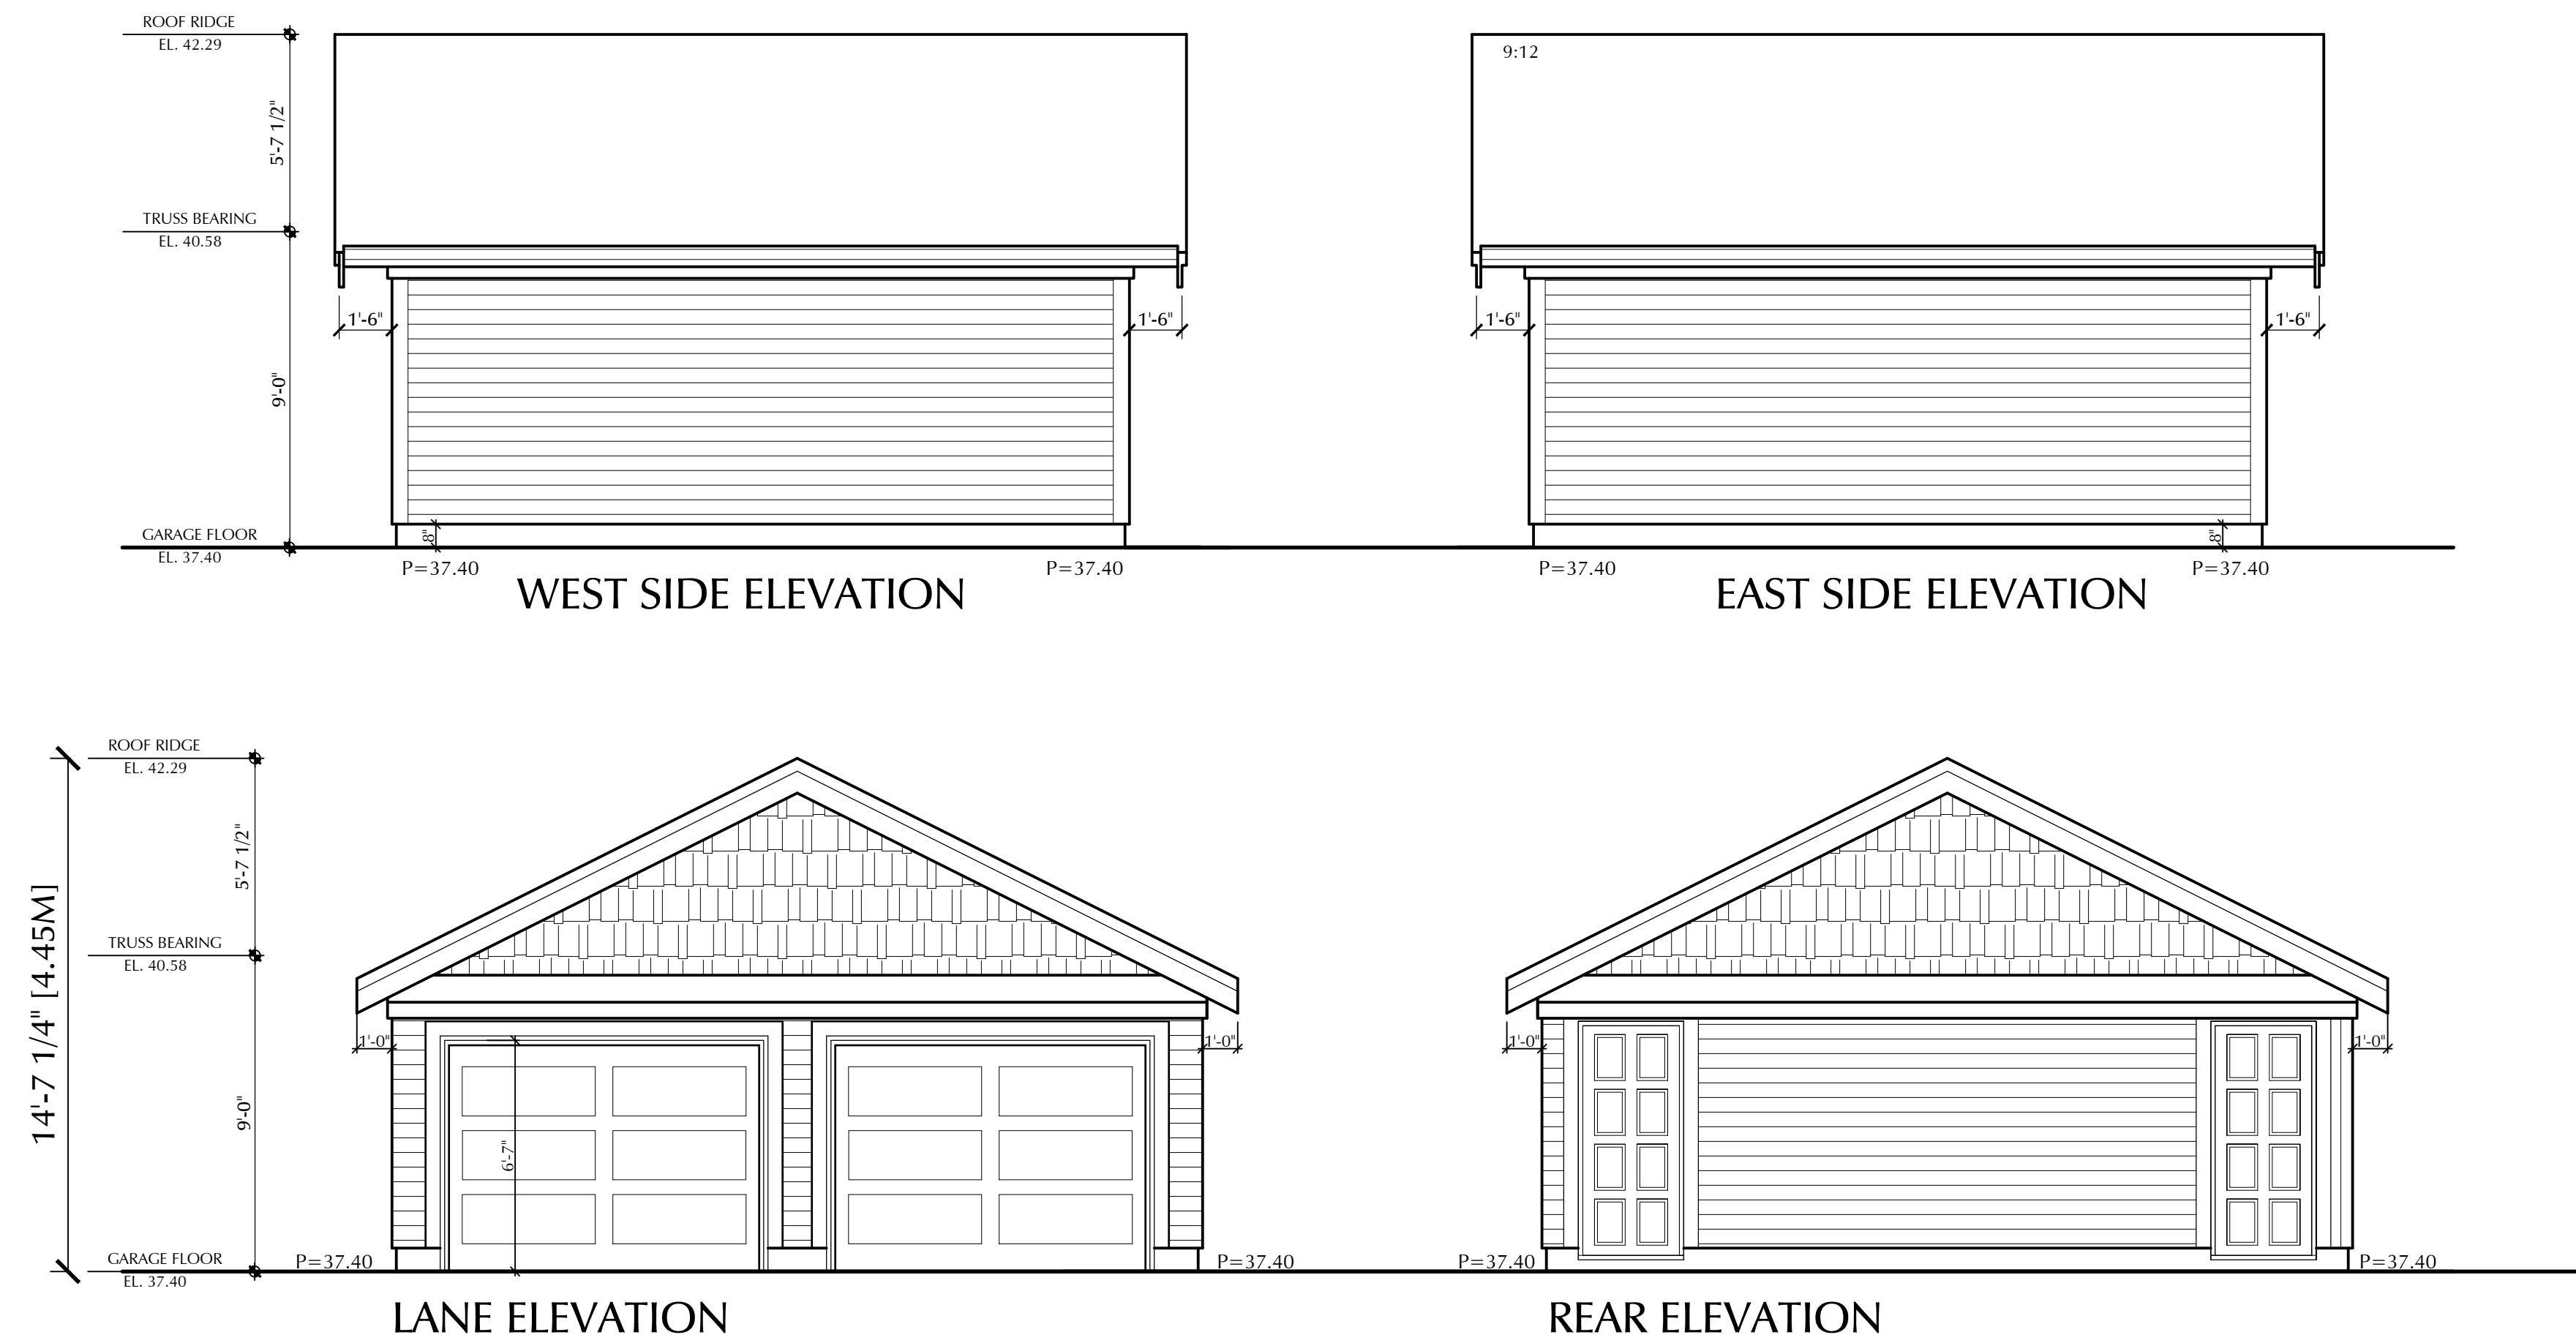 ROOF RIDGE
EL. 42.29
5'-7 1/2"
TRUSS BEARING
EL. 40.58
9'-0"
GARAGE FLOOR
EL. 37.40
1'-6"
1'-6"
8"
P=37.40
P=37.40
WEST SIDE ELEVATION
9:12
1'-6"
1'-6"
8"
P=37.40
P=37.40
EAST SIDE ELEVATION
14'-7 1/4" [4.45M]
ROOF RIDGE
EL. 42.29
5'-7 1/2"
TRUSS BEARING
EL. 40.58
9'-0"
GARAGE FLOOR
EL. 37.40
1'-0"
1'-0"
6'-7"
P=37.40
P=37.40
LANE ELEVATION
1'-0"
1'-0"
P=37.40
P=37.40
REAR ELEVATION